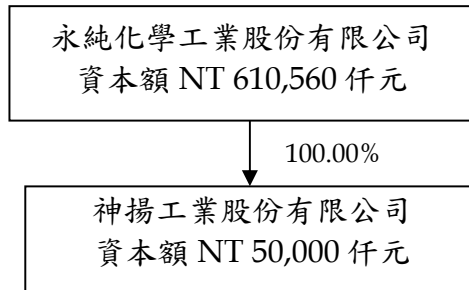 永純化學工業股份有限公司
資本額 NT 610,560 仟元
100.00%
神揚工業股份有限公司
資本額 NT 50,000 仟元